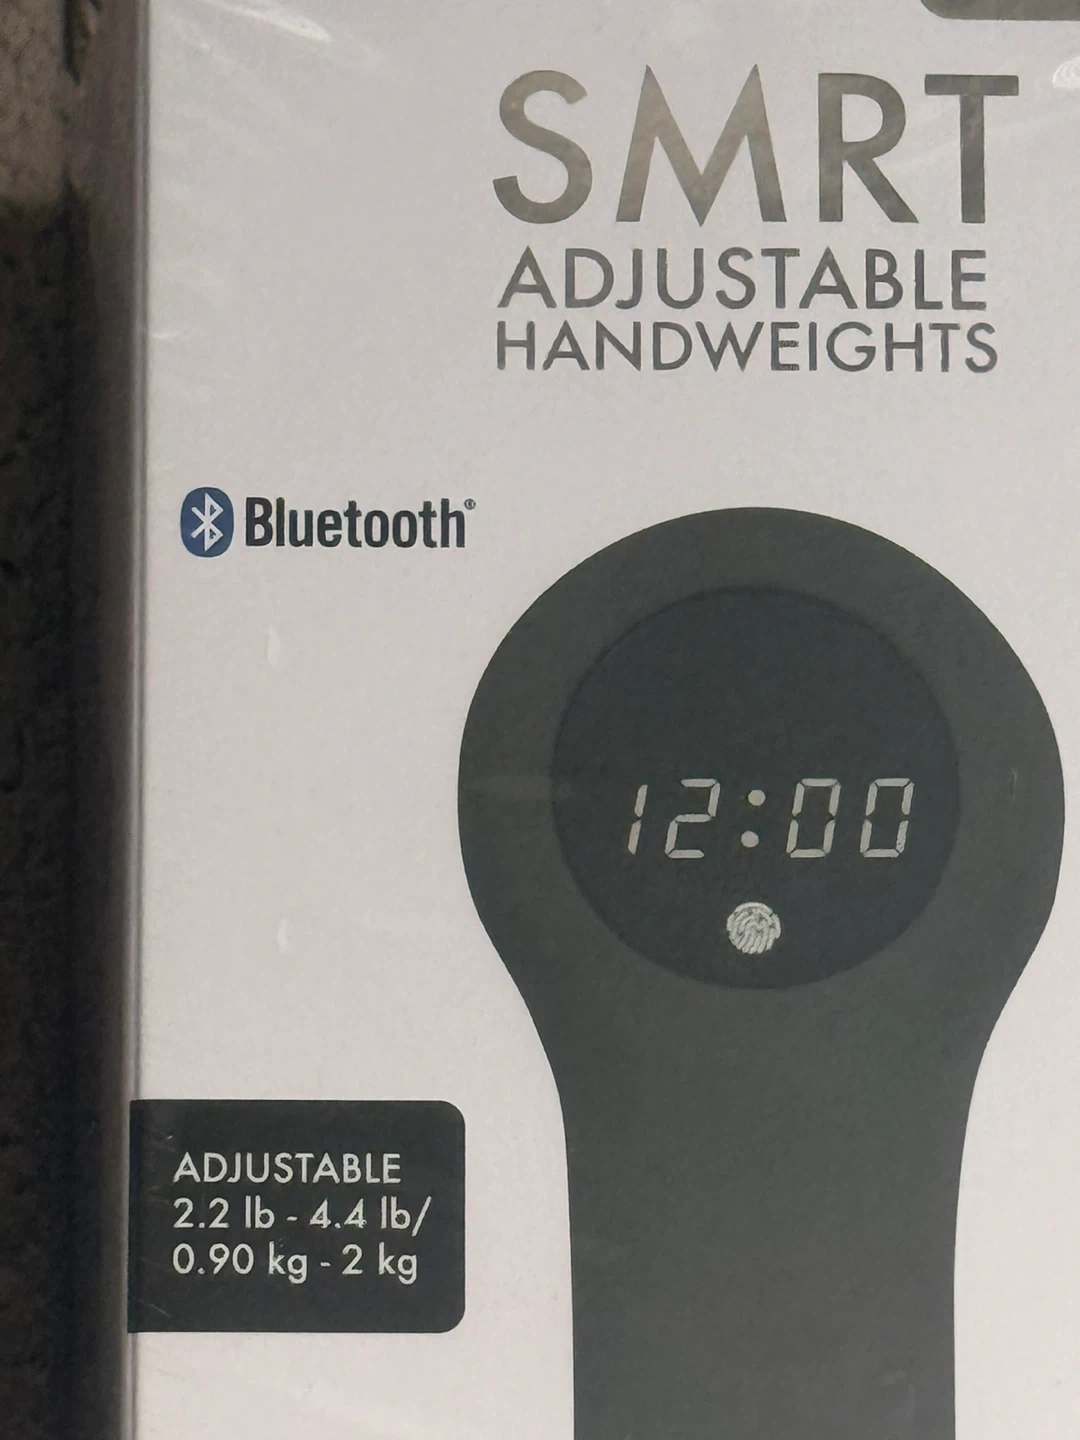 SMRT
ADJUSTABLE
HANDWEIGHTS
Bluetooth®
12:00
ADJUSTABLE
2.2 lb - 4.4 lb/
0.90 kg - 2 kg